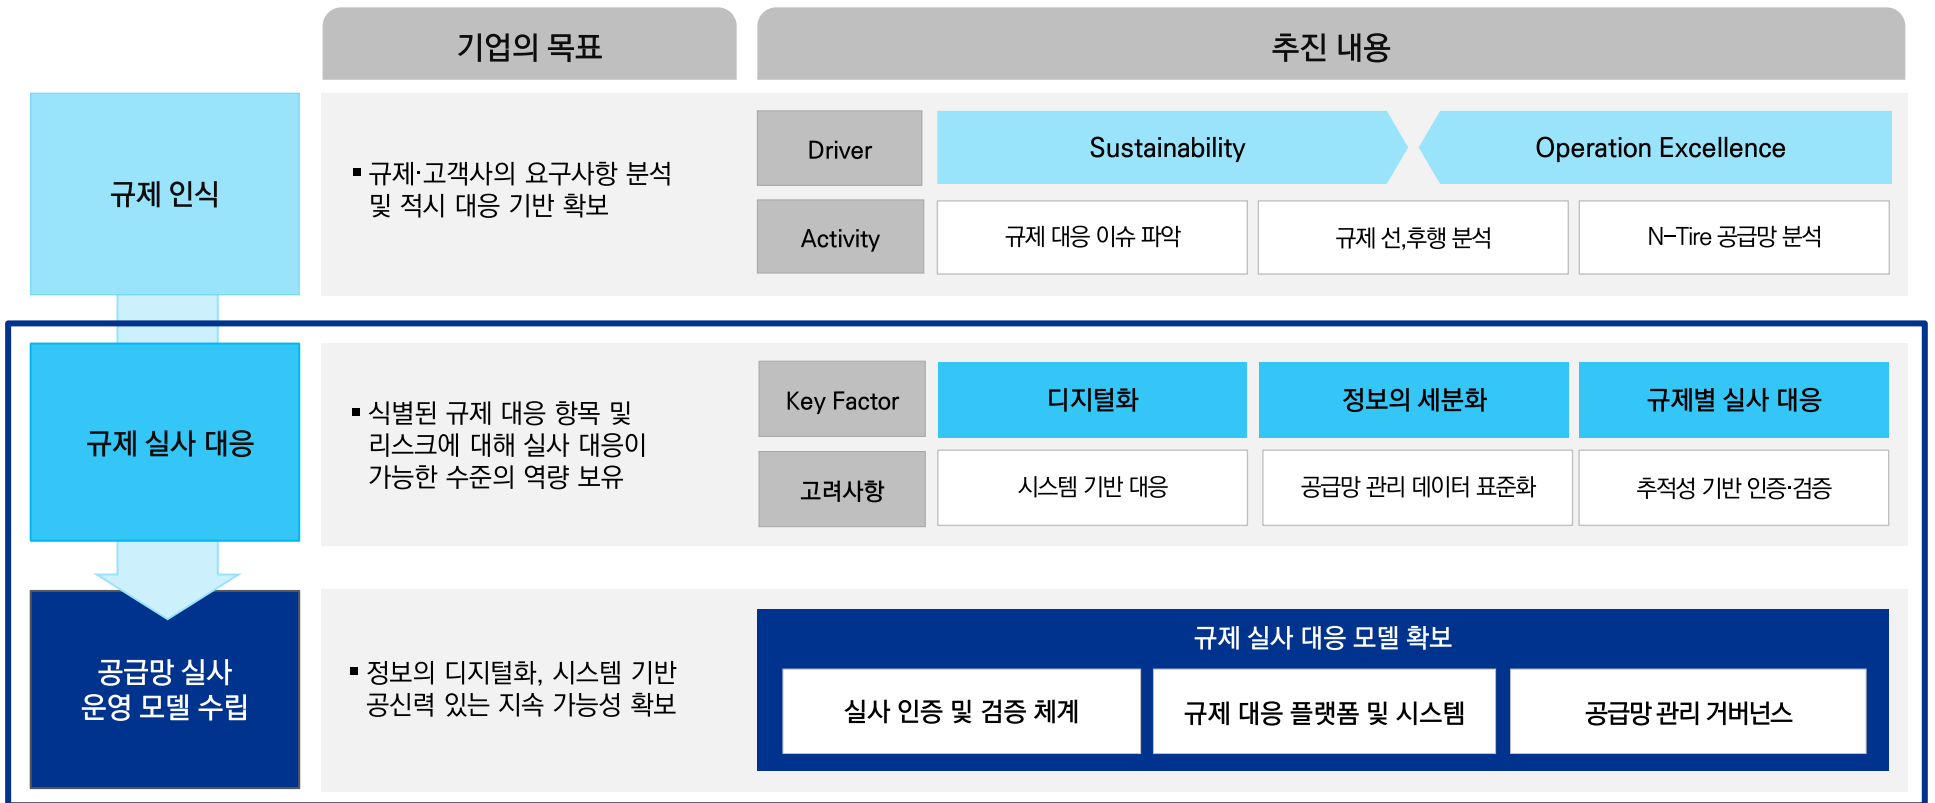 기업의 목표
추진 내용
규제 인식
▪ 규제·고객사의 요구사항 분석
및 적시 대응 기반 확보
Driver
Sustainability
Operation Excellence
Activity
규제 대응 이슈 파악
규제 선,후행 분석
N-Tire 공급망 분석
규제 실사 대응
▪ 식별된 규제 대응 항목 및
리스크에 대해 실사 대응이
가능한 수준의 역량 보유
Key Factor
디지털화
정보의 세분화
규제별 실사 대응
고려사항
시스템 기반 대응
공급망 관리 데이터 표준화
추적성 기반 인증·검증
공급망 실사
운영 모델 수립
▪ 정보의 디지털화, 시스템 기반
공신력 있는 지속 가능성 확보
규제 실사 대응 모델 확보
실사 인증 및 검증 체계
규제 대응 플랫폼 및 시스템
공급망 관리 거버넌스